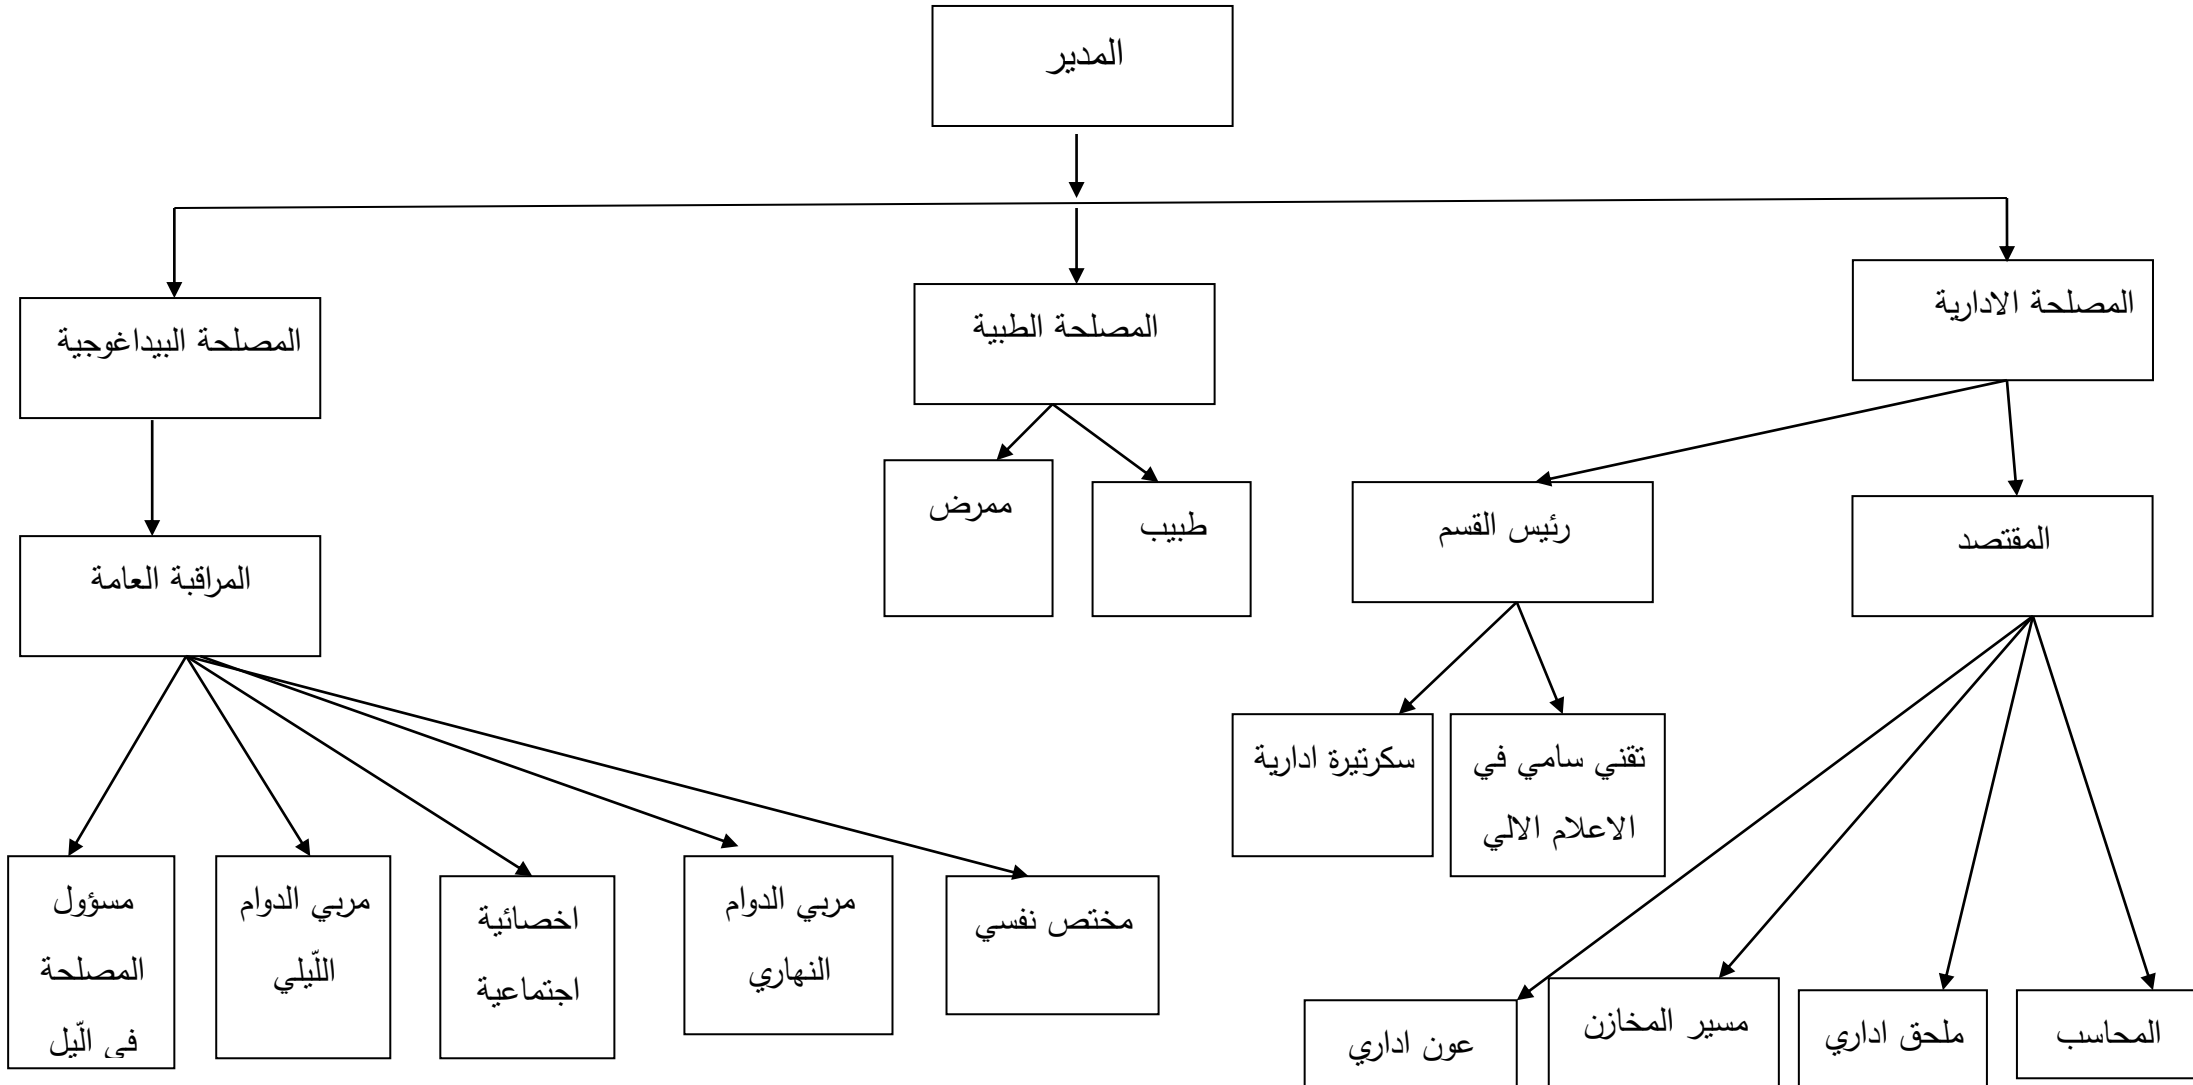 المدير
المصلحة الادارية
المصلحة الطبية
المصلحة البيداغوجية
المقتصد
رئيس القسم
طبيب
ممرض
المراقبة العامة
تقني سامي في
الاعلام الالي
سكرتيرة ادارية
المحاسب
ملحق اداري
مسير المخازن
عون اداري
مختص نفسي
مربي الدوام
النهاري
اخصائية
اجتماعية
مربي الدوام
اللّيلي
مسؤول
المصلحة
في الّيل